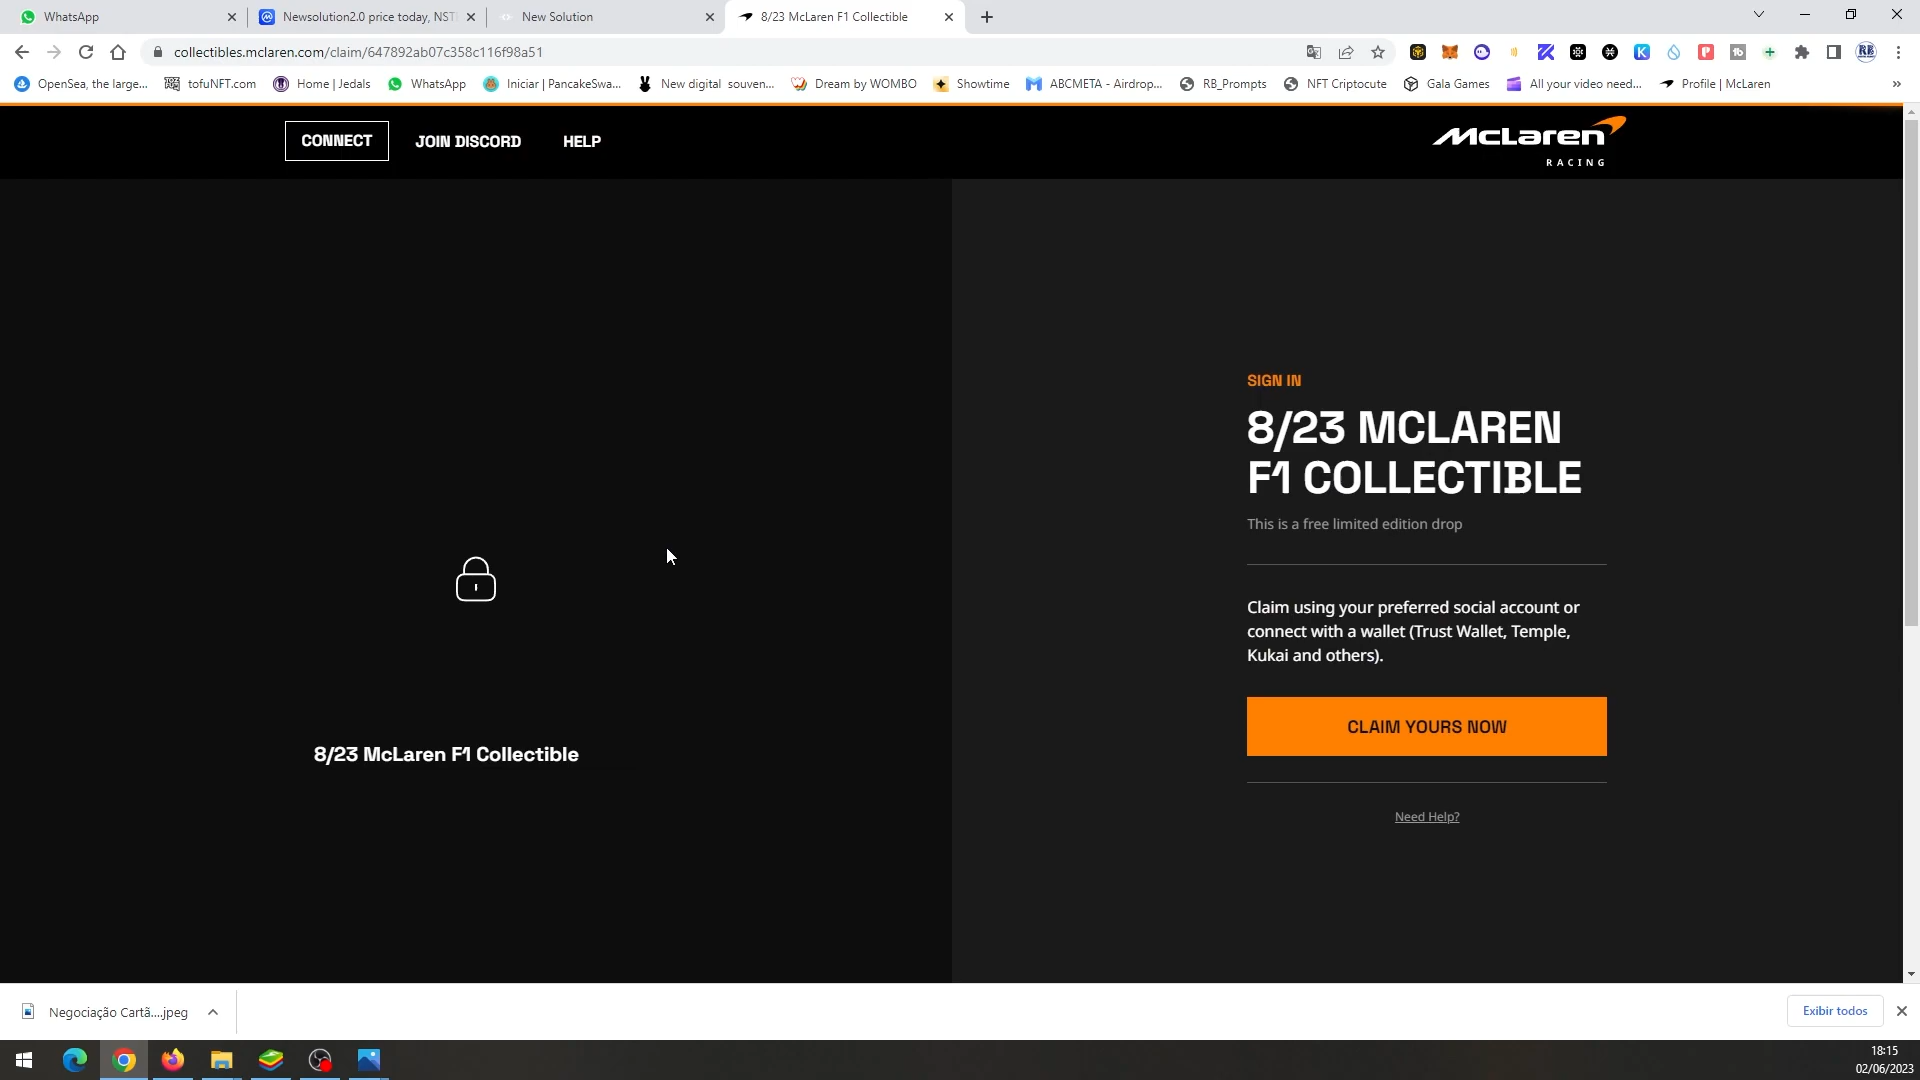 WhatsApp
Newsolution2.0 price today, NST
New Solution
8/23 McLaren F1 Collectible
collectibles.mclaren.com/claim/647892ab07c358c116f98a51
OpenSea, the large...
tofuNFT.com
Home | Jedals
WhatsApp
Iniciar | PancakeSwa...
New digital souven...
Dream by WOMBO
Showtime
ABCMETA - Airdrop...
RB_Prompts
NFT Criptocute
Gala Games
All your video need...
Profile | McLaren
CONNECT
JOIN DISCORD
HELP
McLaren
RACING
SIGN IN
8/23 MCLAREN
F1 COLLECTIBLE
This is a free limited edition drop
Claim using your preferred social account or
connect with a wallet (Trust Wallet, Temple,
Kukai and others).
CLAIM YOURS NOW
8/23 McLaren F1 Collectible
Need Help?
Negociação Cartã....jpeg
Exibir todos
18:15
02/06/2023